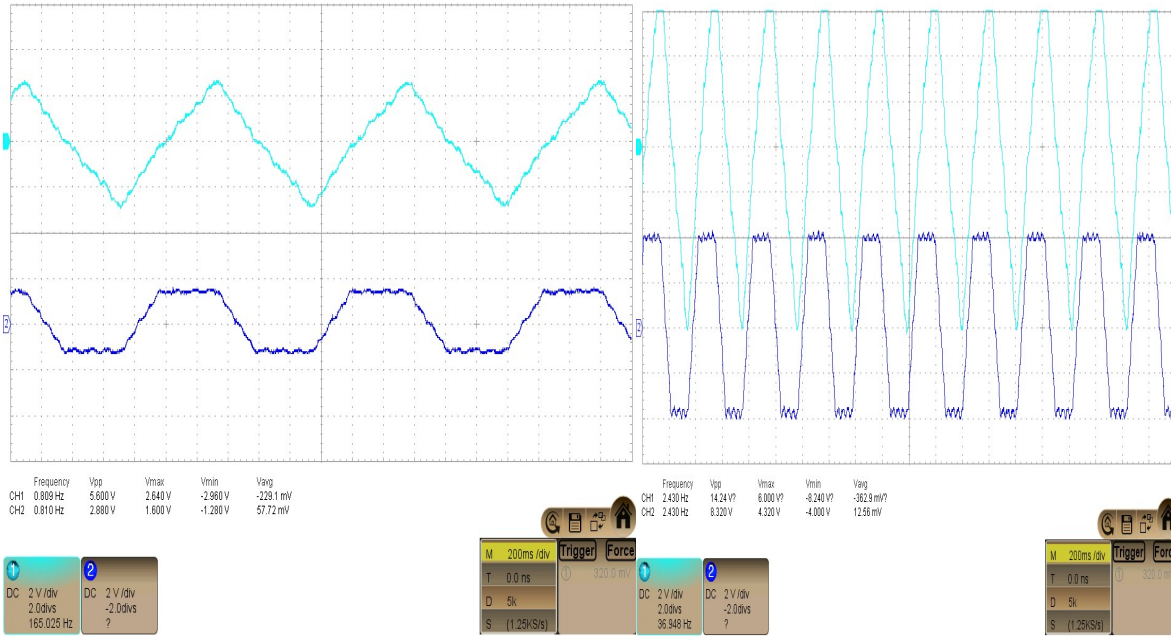 2
Frequency Vpp Vmax Vmin Vavg
CH1 0.809 Hz 5.600 V 2.640 V -2.960 V -229.1 mV
CH2 0.810 Hz 2.880 V 1.600 V -1.280 V 57.72 mV
1
DC 2 V /div
2.0divs
165.025 Hz
2
DC 2 V /div
-2.0divs
?
M 200ms /div
T 0.0 ns
D 5k
S (1.25KS/s)
Trigger Force
1 320.0 mV
2
Frequency Vpp Vmax Vmin Vavg
CH1 2.430 Hz 14.24 V? 6.000 V? -8.240 V? -362.9 mV?
CH2 2.430 Hz 8.320 V 4.320 V -4.000 V 12.56 mV
1
DC 2 V /div
2.0divs
36.948 Hz
2
DC 2 V /div
-2.0divs
?
M 200ms /div
T 0.0 ns
D 5k
S (1.25KS/s)
Trigger
1